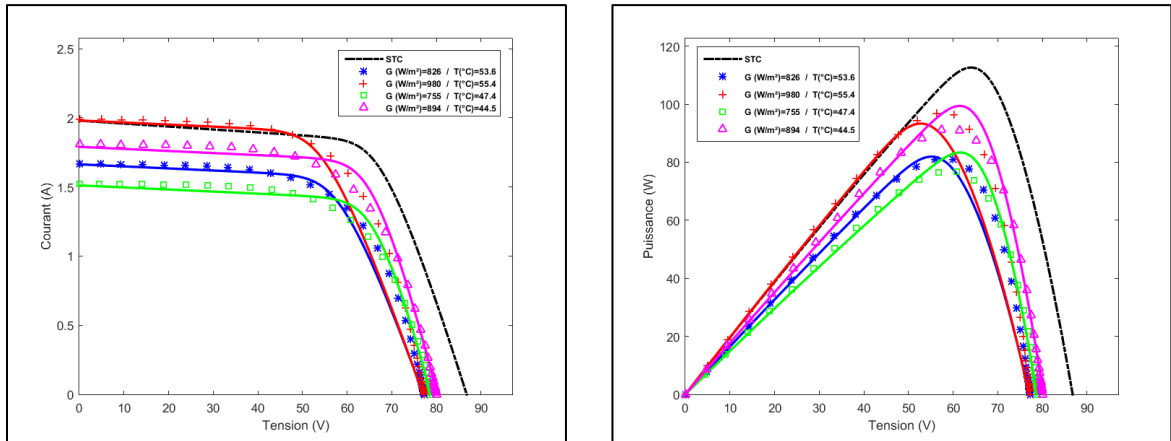 2.5
2
1.5
1
0.5
0
Courant (A)
0 10 20 30 40 50 60 70 80 90
Tension (V)
STC
G (W/m²)=826 / T(°C)=53.6
G (W/m²)=980 / T(°C)=55.4
G (W/m²)=755 / T(°C)=47.4
G (W/m²)=894 / T(°C)=44.5
120
100
80
60
40
20
0
Puissance (W)
0 10 20 30 40 50 60 70 80 90
Tension (V)
STC
G (W/m²)=826 / T(°C)=53.6
G (W/m²)=980 / T(°C)=55.4
G (W/m²)=755 / T(°C)=47.4
G (W/m²)=894 / T(°C)=44.5